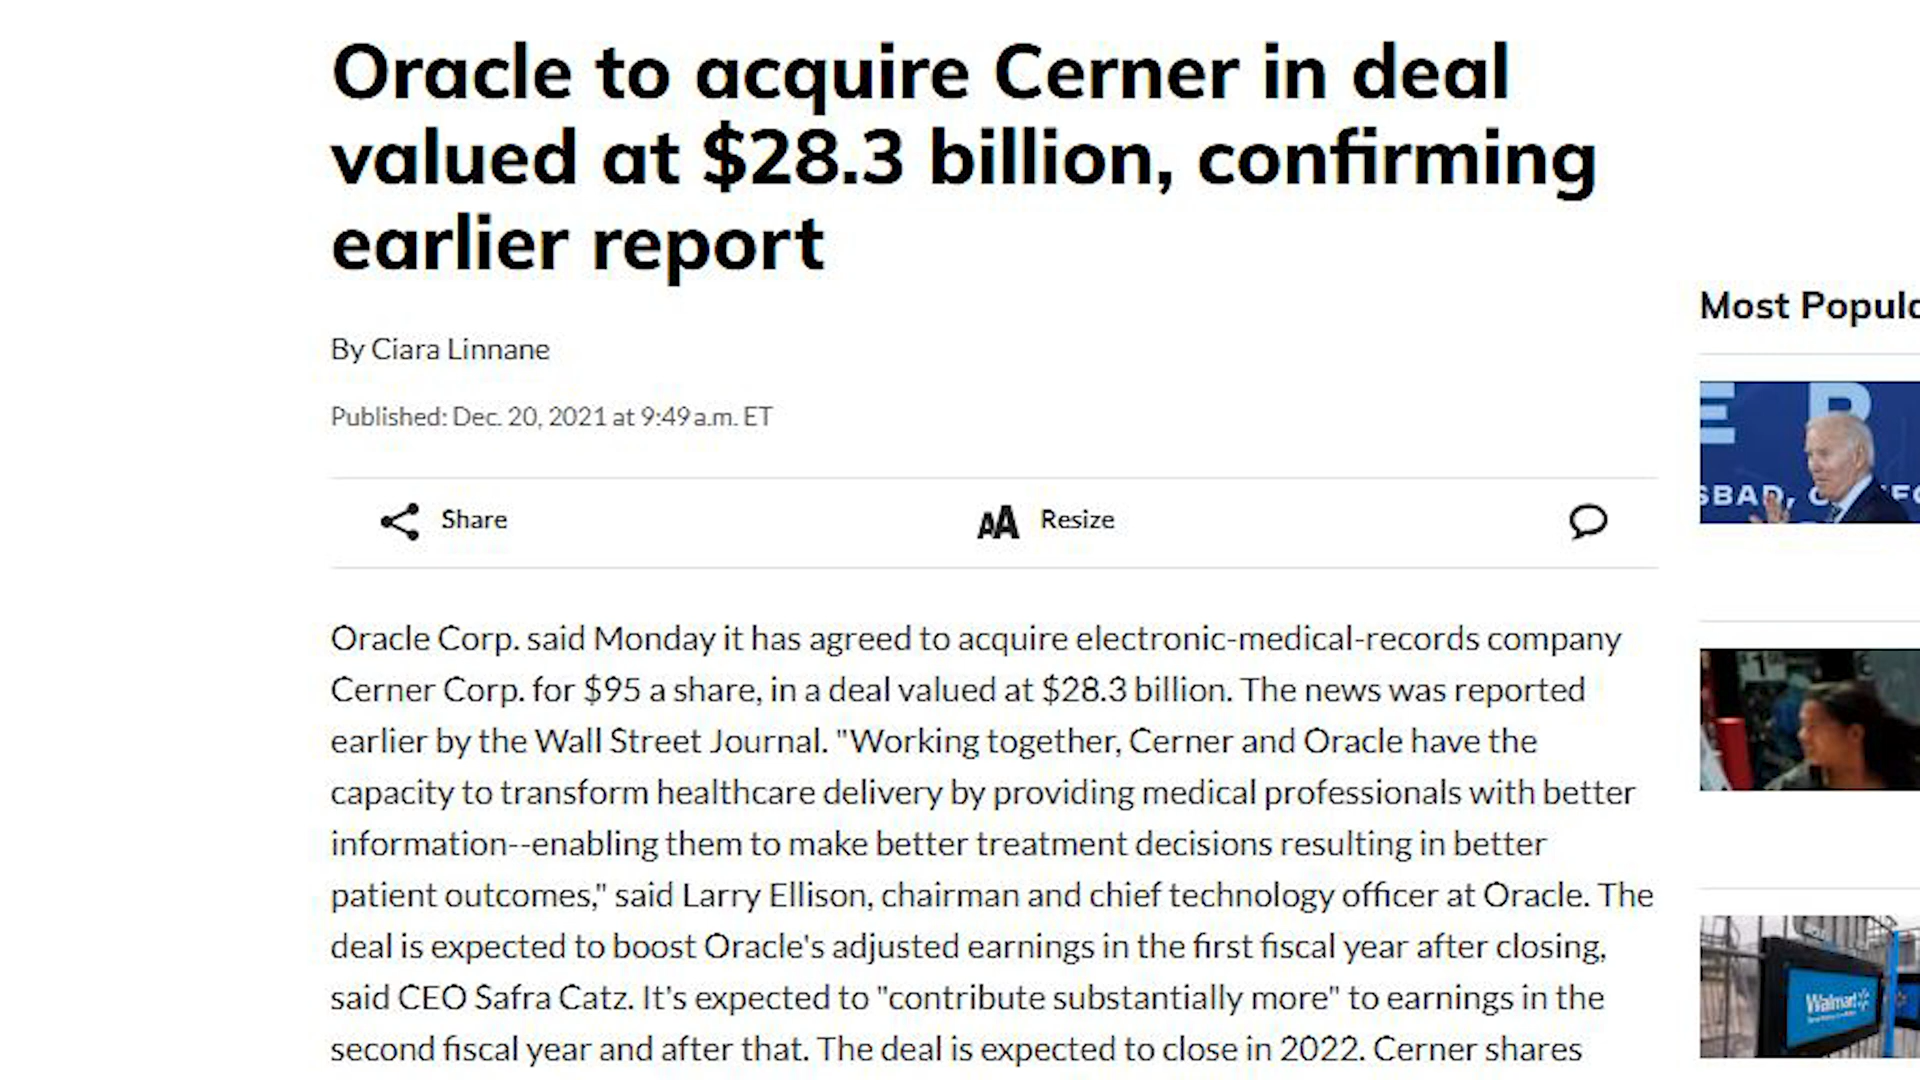 Oracle to acquire Cerner in deal
valued at $28.3 billion, confirming
earlier report
By Ciara Linnane
Published: Dec. 20, 2021 at 9:49 a.m. ET
Share
AA Resize
Oracle Corp. said Monday it has agreed to acquire electronic-medical-records company
Cerner Corp. for $95 a share, in a deal valued at $28.3 billion. The news was reported
earlier by the Wall Street Journal. "Working together, Cerner and Oracle have the
capacity to transform healthcare delivery by providing medical professionals with better
information--enabling them to make better treatment decisions resulting in better
patient outcomes," said Larry Ellison, chairman and chief technology officer at Oracle. The
deal is expected to boost Oracle's adjusted earnings in the first fiscal year after closing,
said CEO Safra Catz. It's expected to "contribute substantially more" to earnings in the
second fiscal year and after that. The deal is expected to close in 2022. Cerner shares
Most
SBAD,
Walmart